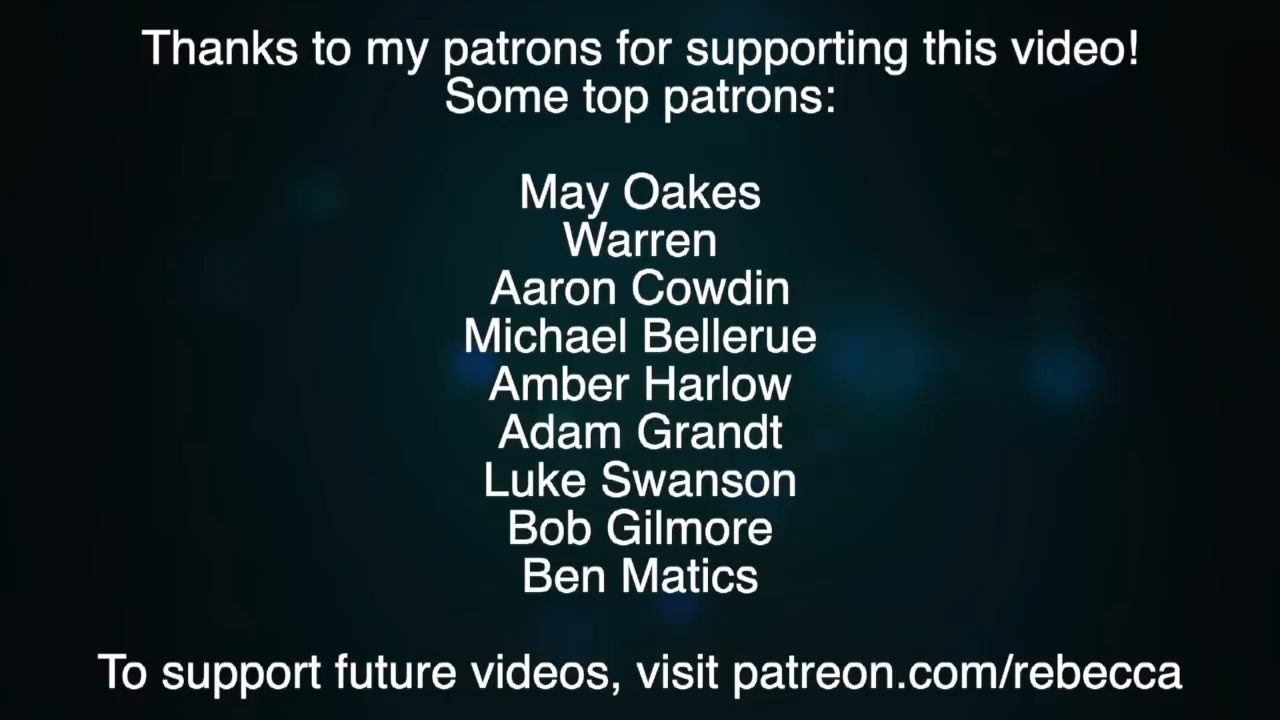 Thanks to my patrons for supporting this video!
Some top patrons:
May Oakes
Warren
Aaron Cowdin
Michael Bellerue
Amber Harlow
Adam Grandt
Luke Swanson
Bob Gilmore
Ben Matics
To support future videos, visit patreon.com/rebecca